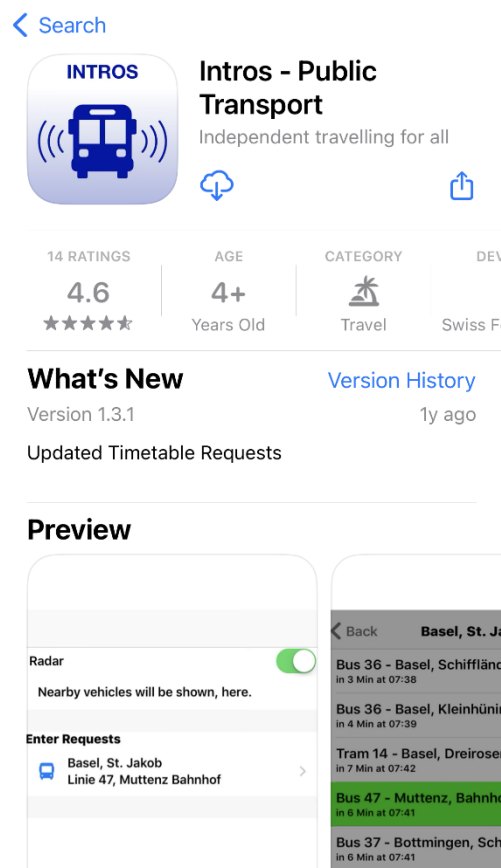 Search
INTROS
Intros - Public
Transport
Independent travelling for all
14 RATINGS
4.6
AGE
4+
Years Old
CATEGORY
Travel
Swiss
What's New
Version History
Version 1.3.1
1y ago
Updated Timetable Requests
Preview
Radar
Nearby vehicles will be shown, here.
Enter Requests
Basel, St. Jakob
Linie 47, Muttenz Bahnhof
Back
Basel, St.
Bus 36 - Basel,
in 3 Min at 07:38
Bus 36 - Basel,
in 4 Min at 07:39
Tram 14 - Basel,
in 7 Min at 07:42
Bus 47 - Muttenz,
in 6 Min at 07:41
Bus 37 - Bottmingen,
in 6 Min at 07:41